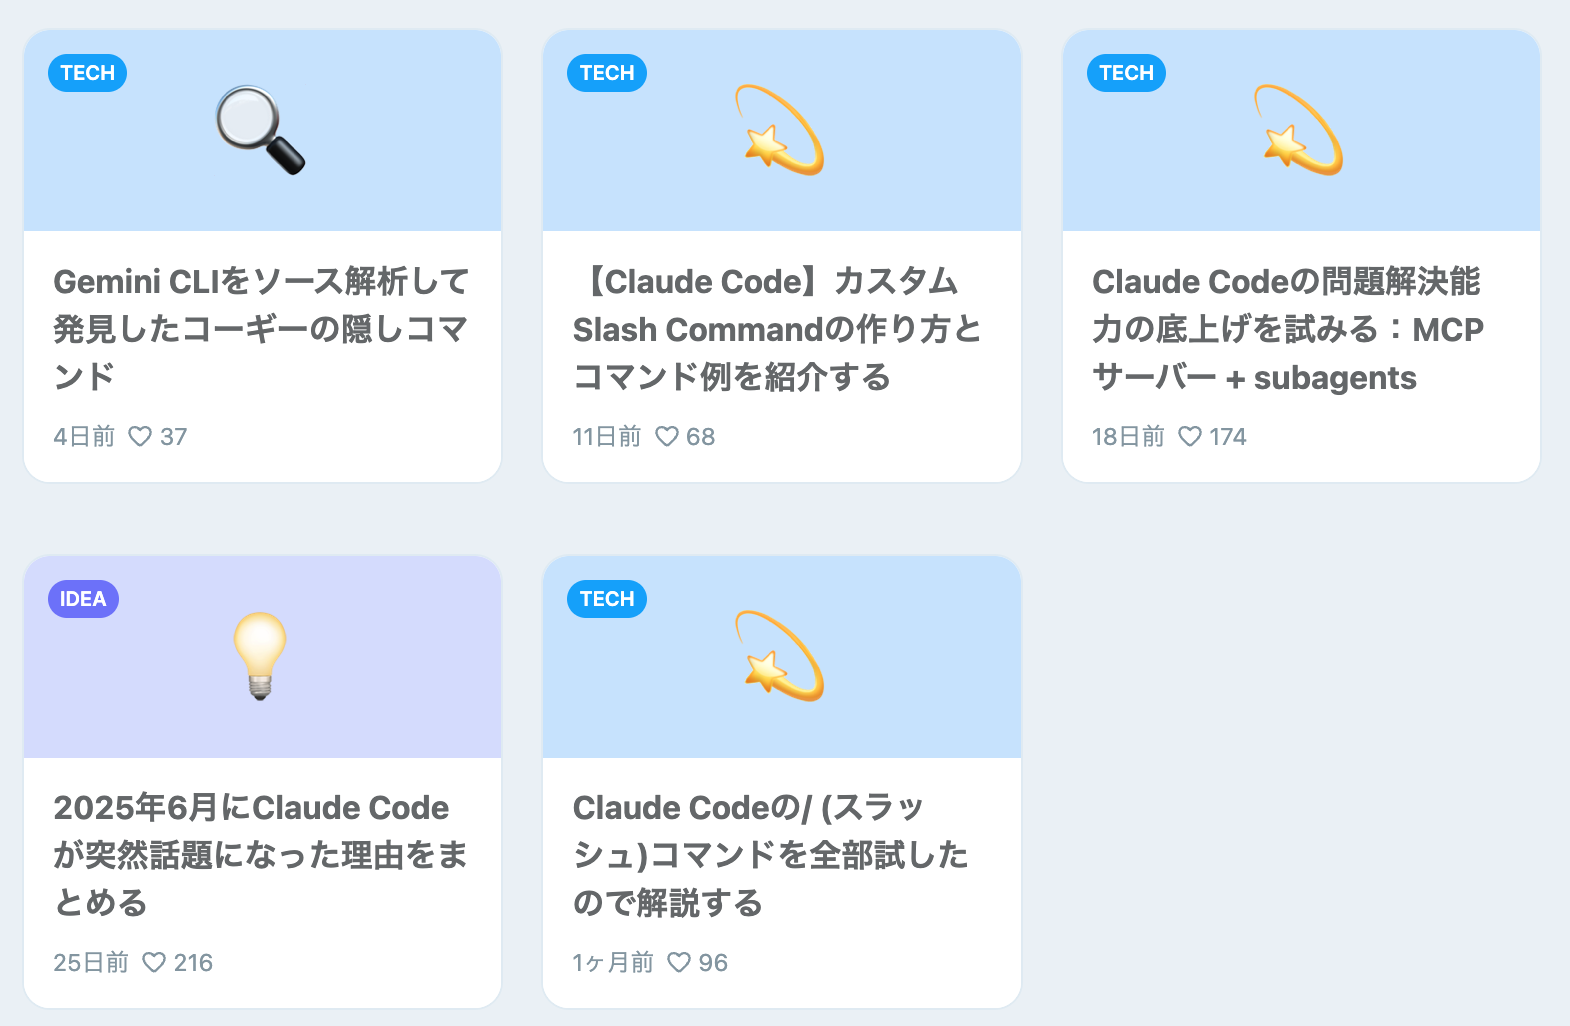 TECH
Gemini CLIをソース解析して
発見したコーギーの隠しコマ
ンド
4日前 37
TECH
【Claude Code】カスタム
Slash Commandの作り方と
コマンド例を紹介する
11日前 68
TECH
Claude Codeの問題解決能
力の底上げを試みる：MCP
サーバー + subagents
18日前 174
IDEA
2025年6月にClaude Code
が突然話題になった理由をま
とめる
25日前 216
TECH
Claude Codeの/ (スラッ
シュ)コマンドを全部試した
ので解説する
1ヶ月前 96